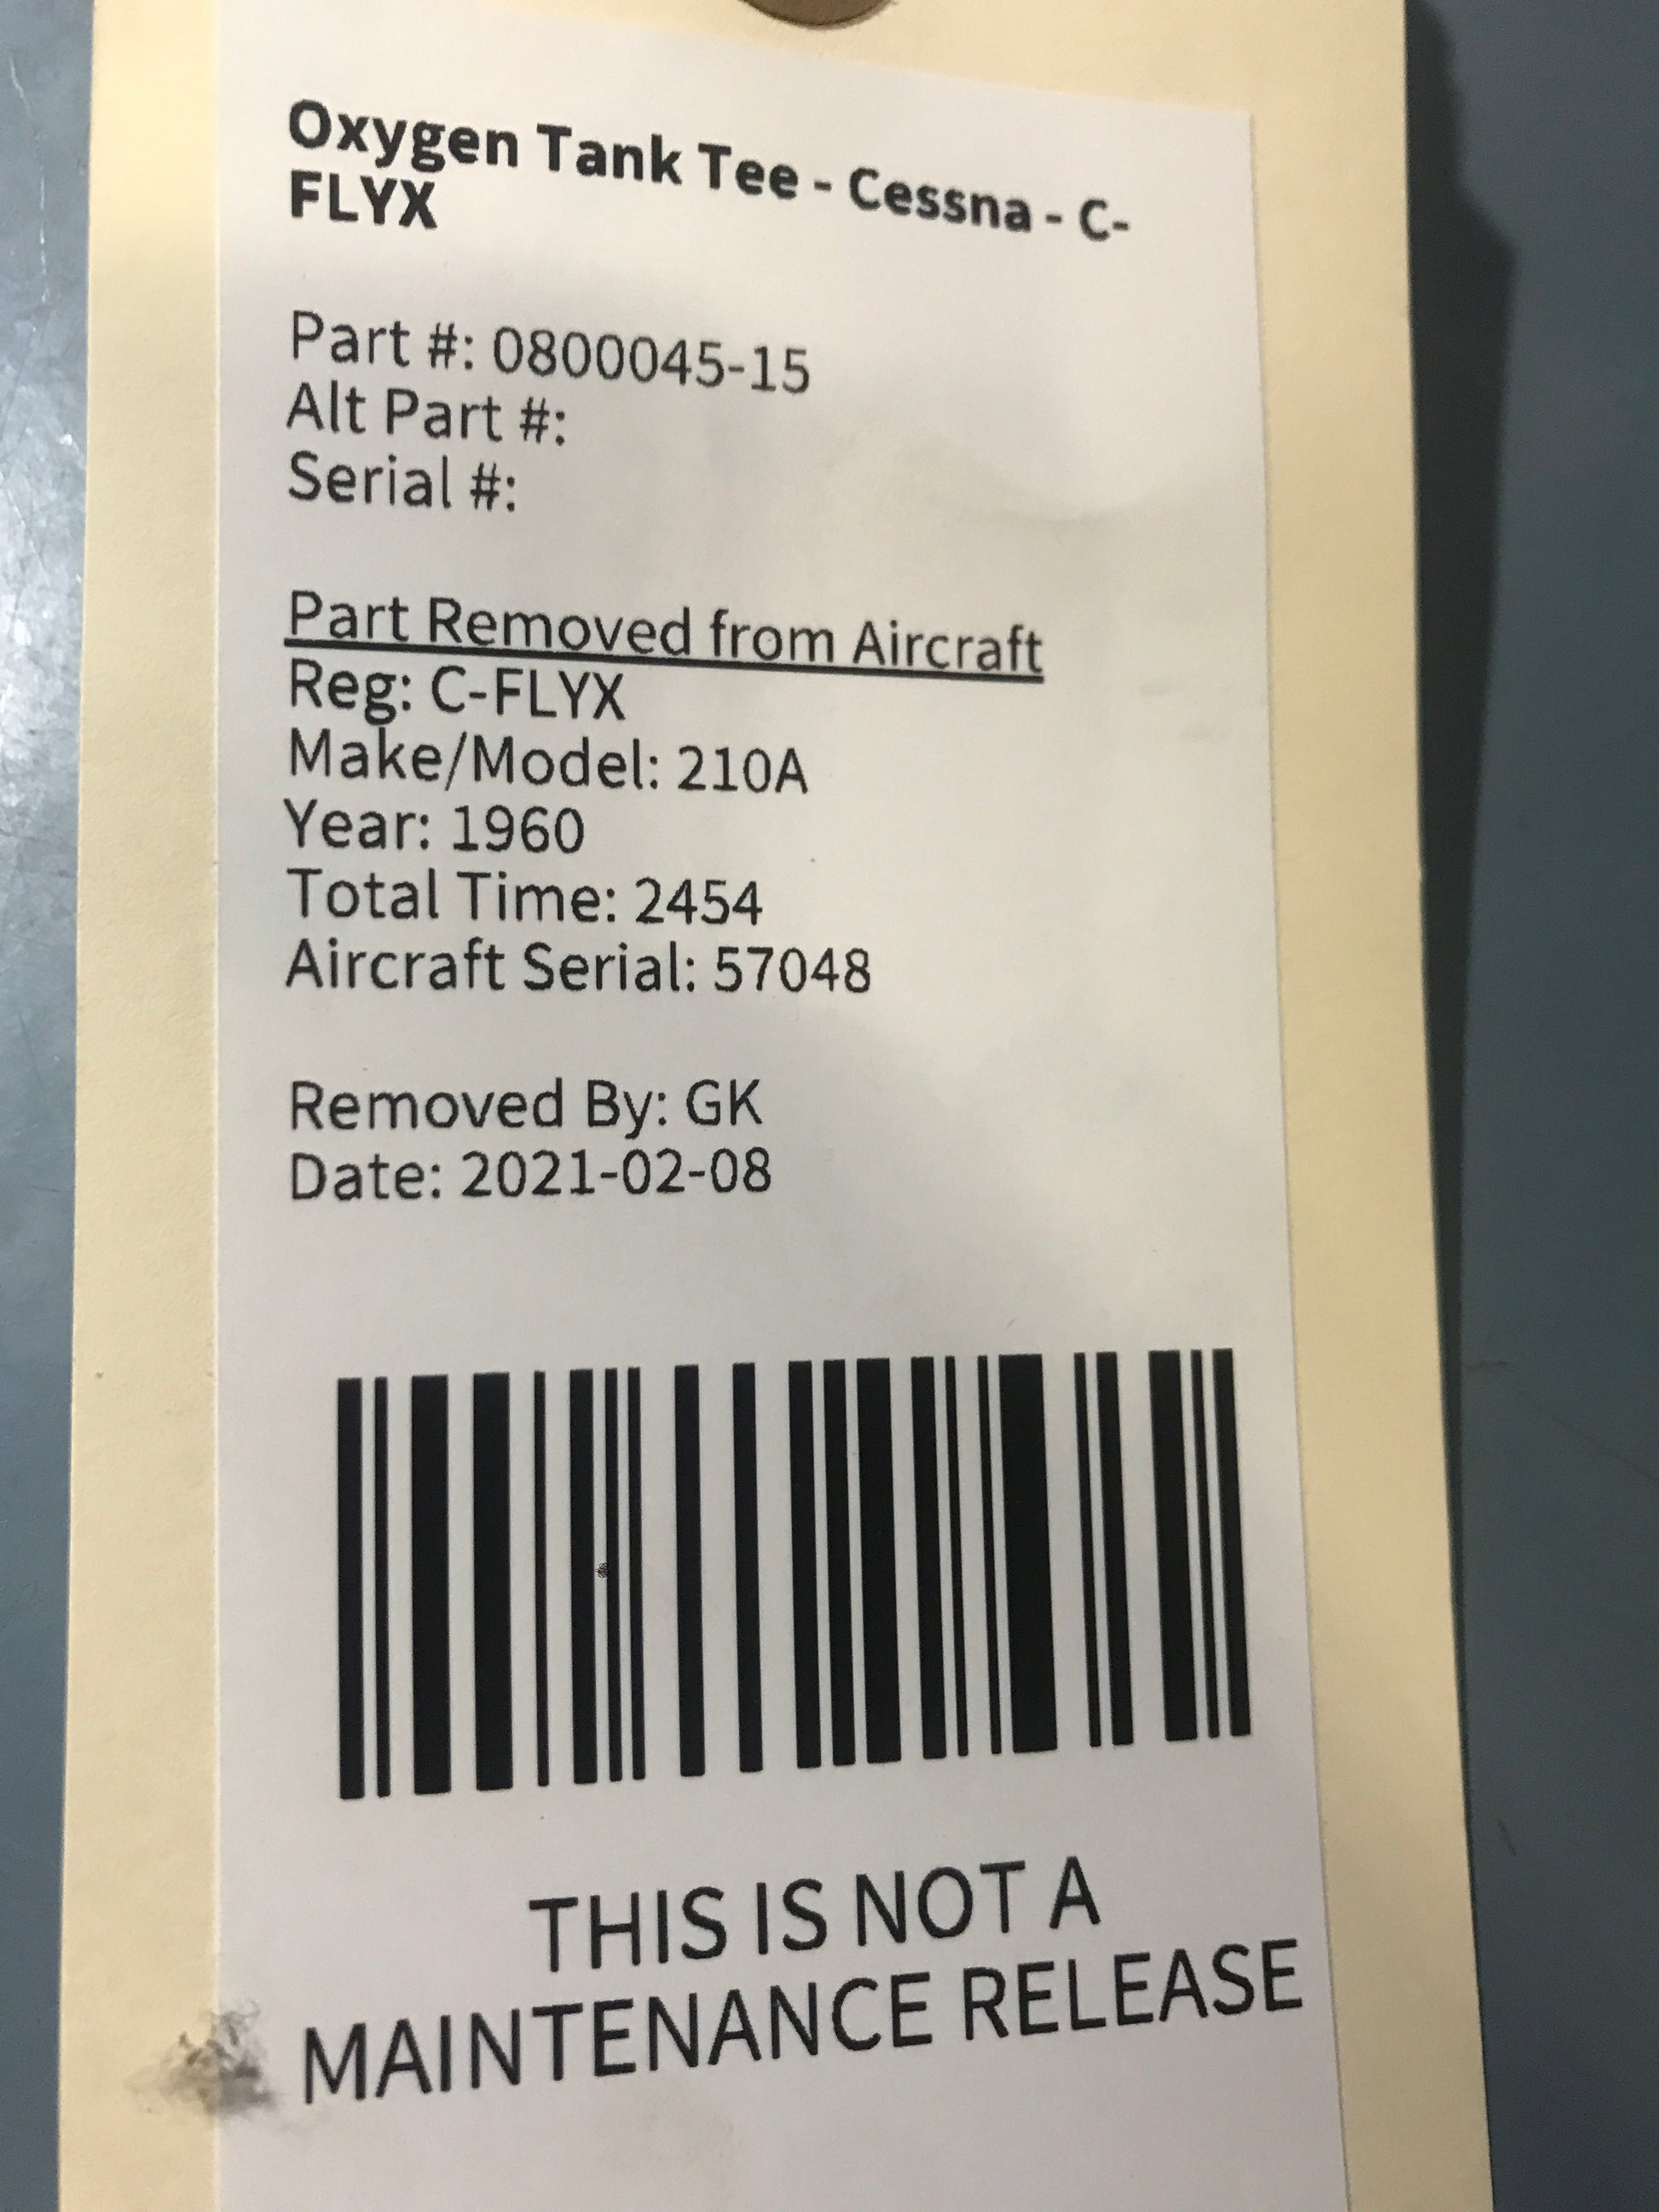 Oxygen Tank Tee - Cessna - C-
FLYX
Part #: 0800045-15
Alt Part #:
Serial #:
Part Removed from Aircraft
Reg: C-FLYX
Make/Model: 210A
Year: 1960
Total Time: 2454
Aircraft Serial: 57048
Removed By: GK
Date: 2021-02-08
THIS IS NOT A
MAINTENANCE RELEASE